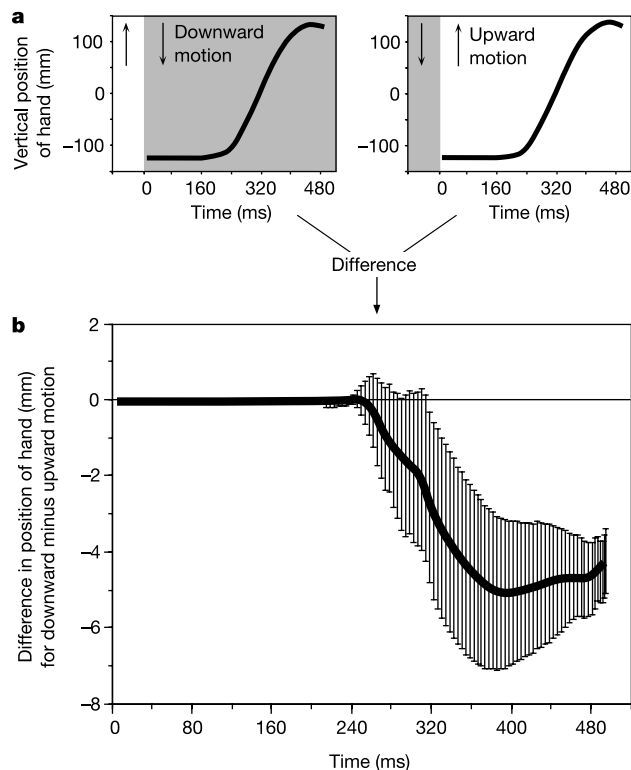 a
Vertical position
of hand (mm)
100
0
−100
Downward
motion
0 160 320 480
Time (ms)
100
0
−100
Upward
motion
0 160 320 480
Time (ms)
Difference
b
Difference in position of hand (mm)
for downward minus upward motion
2
0
−2
−4
−6
−8
0 80 160 240 320 400 480
Time (ms)